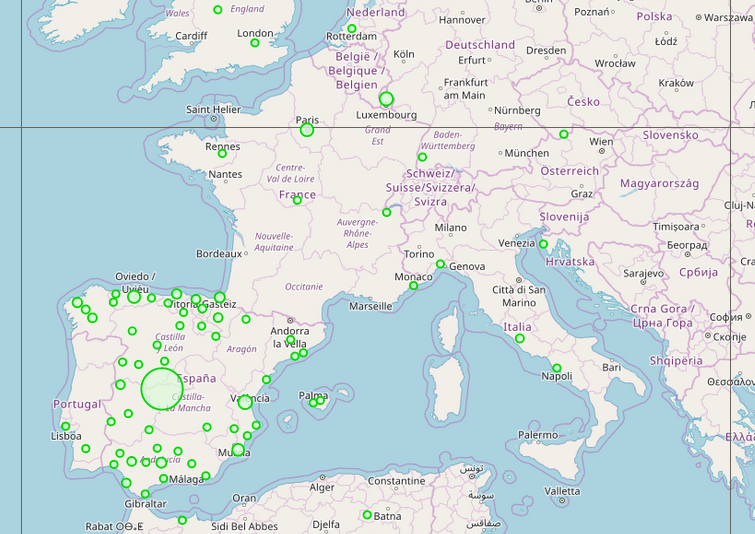 Nederland
Hannover
Poznań
Polska
Warszawa
Wales
England
Cardiff
London
Rotterdam
Berlin
België /
Belgique /
Belgien
Köln
Deutschland
Erfurt
Dresden
Łódź
Wrocław
Saint Helier
Luxembourg
Frankfurt
am Main
Kraków
Nürnberg
Česko
Paris
Grand
Est
Baden-
Württemberg
Bayern
Slovensko
Rennes
Nantes
München
Wien
Centre-
Val de Loire
France
Schweiz/
Suisse/Svizzera/
Svizra
Österreich
Graz
Magyarország
Cluj-N
Nouvelle-
Aquitaine
Auvergne-
Rhône-
Alpes
Milano
Slovenija
Timișoara
Bordeaux
Torino
Venezia
Hrvatska
Београд
Genova
Occitanie
Monaco
Sarajevo
Србија
Oviedo /
Uviéu
Vitoria-Gasteiz
Marseille
Città di San
Marino
Crna Gora /
Црна Гора
София
Скопје
Andorra
la Vella
Castilla
y León
Aragón
Italia
Shqipëria
España
Bari
Napoli
Θεσσαλο
Portugal
Castilla-
La Mancha
València
Palma
Lisboa
Palermo
Ελλά
Andalucía
Málaga
Gibraltar
Oran
Alger
Constantine
تونس
سوسة
Valletta
Rabat ⴰⵔⴱⴰⵟ
Sidi Bel Abbes
Djelfa
Batna
صفاقس